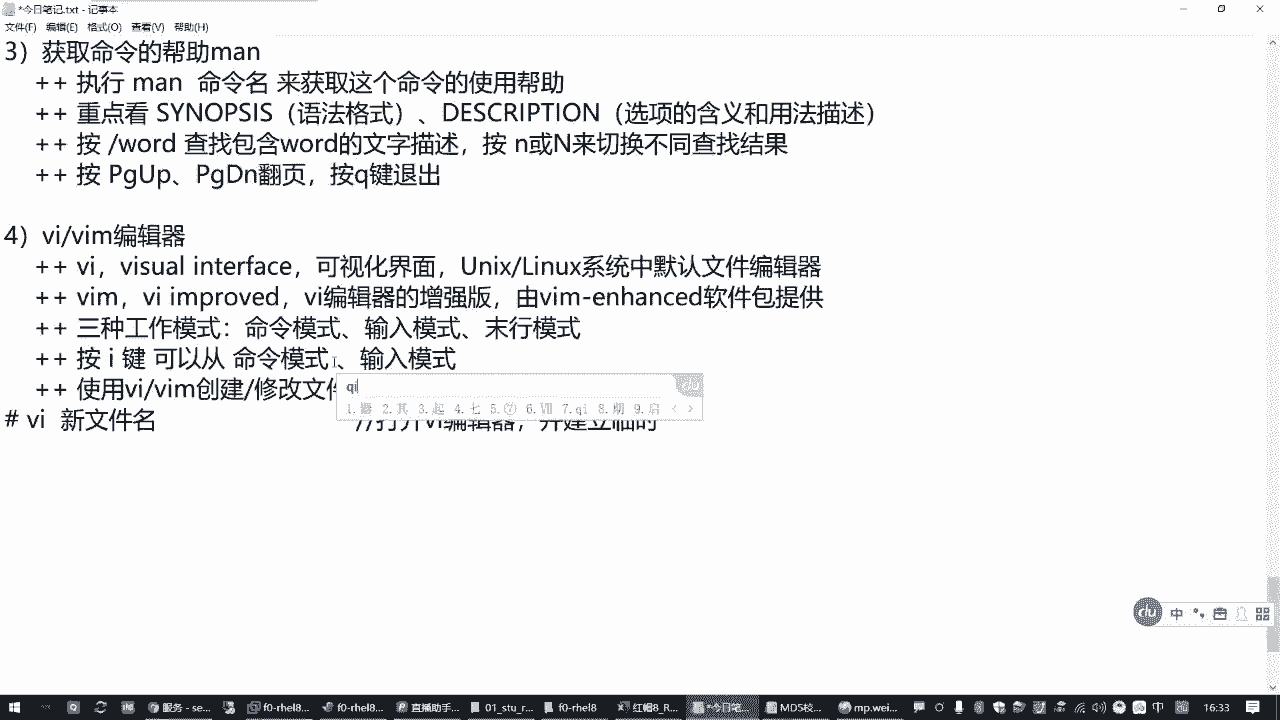 *今日笔记.txt - 记事本
文件(F) 编辑(E) 格式(O) 查看(V) 帮助(H)
3）获取命令的帮助man
++ 执行 man 命令名 来获取这个命令的使用帮助
++ 重点看 SYNOPSIS（语法格式）、DESCRIPTION（选项的含义和用法描述）
++ 按 /word 查找包含word的文字描述，按 n或N来切换不同查找结果
++ 按 PgUp、PgDn翻页，按q键退出
4）vi/vim编辑器
++ vi，visual interface，可视化界面，Unix/Linux系统中默认文件编辑器
++ vim，vi improved，vi编辑器的增强版，由vim-enhanced软件包提供
++ 三种工作模式：命令模式、输入模式、末行模式
++ 按 i 键 可以从 命令模式、输入模式
++ 使用vi/vim创建/修改文件
qi
1.器 2.其 3.起 4.七 5.⑦ 6.Ⅶ 7.qi 8.期 9.启
# vi 新文件名 //打开vi编辑器，并建立临时
du 中
服务 - se... f0-rhel8... f0-rhel8... 直播助手... 01_stu_r... f0-rhel8 红帽8_R... *今日笔... MD5校... mp.wei... 中 16:33